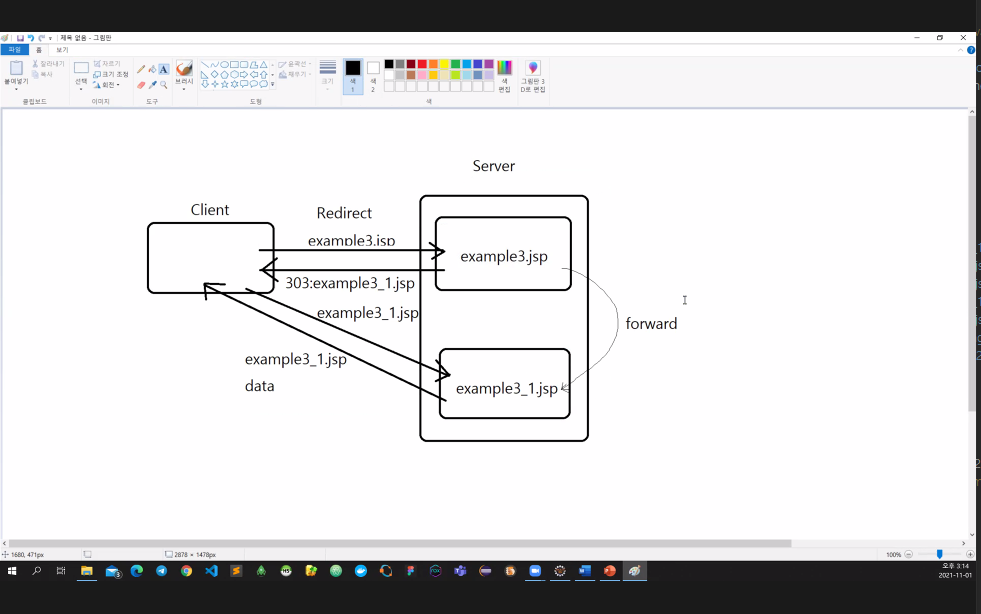 제목 없음 - 그림판
파일 홈 보기
붙여넣기
잘라내기
복사
클립보드
선택
자르기
크기 조정
회전
이미지
도구
브러시
윤곽선
채우기
도형
크기
색 1
색 2
색 편집
그림판 3D로 편집
색
Server
Client
Redirect
example3.jsp
example3.jsp
303:example3_1.jsp
example3_1.jsp
forward
example3_1.jsp
example3_1.jsp
data
1680, 471px
2878 × 1478px
100%
오후 3:14
2021-11-01